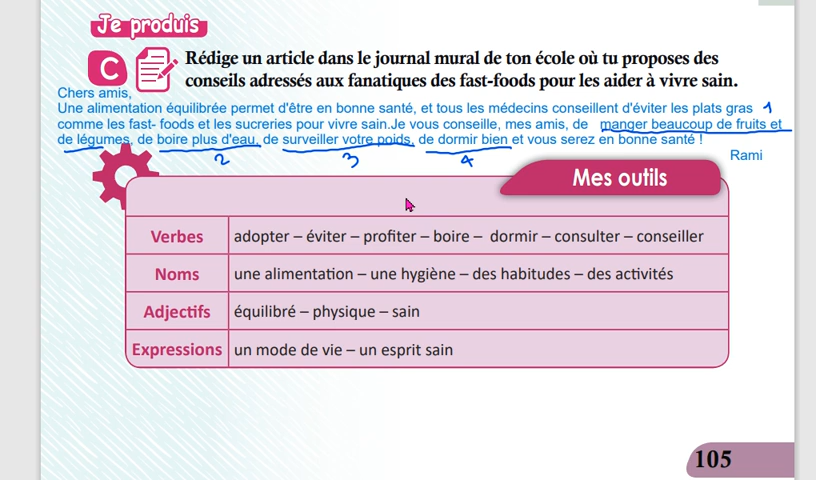 Je produis
C Rédige un article dans le journal mural de ton école où tu proposes des
conseils adressés aux fanatiques des fast-foods pour les aider à vivre sain.
Chers amis,
Une alimentation équilibrée permet d'être en bonne santé, et tous les médecins conseillent d'éviter les plats gras 1
comme les fast- foods et les sucreries pour vivre sain.Je vous conseille, mes amis, de manger beaucoup de fruits et
de légumes, de boire plus d'eau, de surveiller votre poids, de dormir bien et vous serez en bonne santé !
2 3 4
Rami
Mes outils
Verbes adopter – éviter – profiter – boire – dormir – consulter – conseiller
Noms une alimentation – une hygiène – des habitudes – des activités
Adjectifs équilibré – physique – sain
Expressions un mode de vie – un esprit sain
105